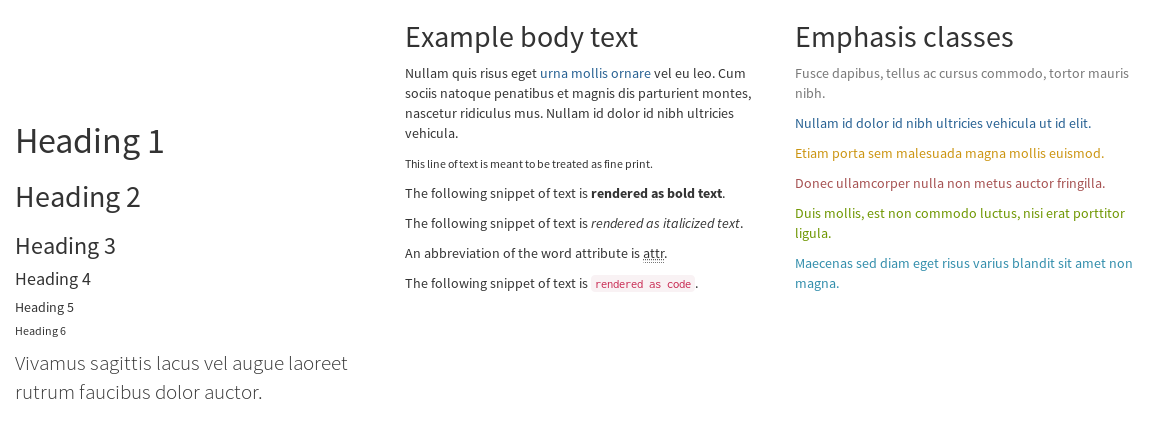 Heading 1
Heading 2
Heading 3
Heading 4
Heading 5
Heading 6
Vivamus sagittis lacus vel augue laoreet
rutrum faucibus dolor auctor.
Example body text
Nullam quis risus eget urna mollis ornare vel eu leo. Cum
sociis natoque penatibus et magnis dis parturient montes,
nascetur ridiculus mus. Nullam id dolor id nibh ultricies
vehicula.
This line of text is meant to be treated as fine print.
The following snippet of text is rendered as bold text.
The following snippet of text is rendered as italicized text.
An abbreviation of the word attribute is attr.
The following snippet of text is rendered as code.
Emphasis classes
Fusce dapibus, tellus ac cursus commodo, tortor mauris
nibh.
Nullam id dolor id nibh ultricies vehicula ut id elit.
Etiam porta sem malesuada magna mollis euismod.
Donec ullamcorper nulla non metus auctor fringilla.
Duis mollis, est non commodo luctus, nisi erat porttitor
ligula.
Maecenas sed diam eget risus varius blandit sit amet non
magna.